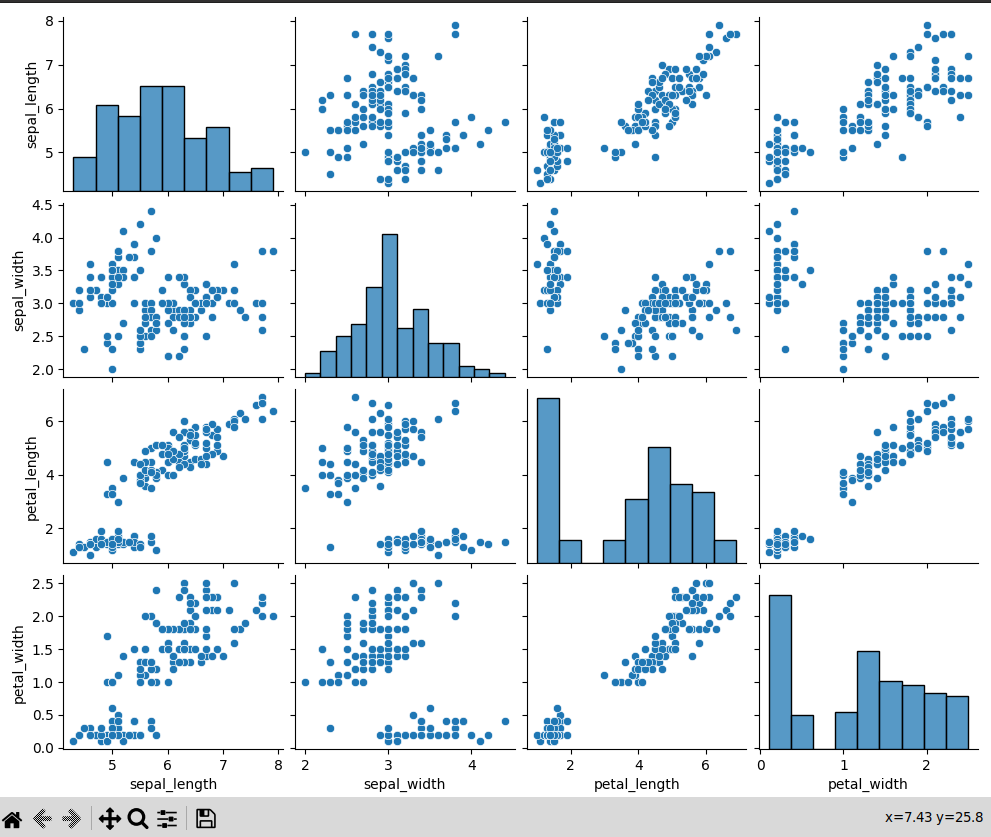 sepal_length
8
7
6
5
sepal_width
4.5
4.0
3.5
3.0
2.5
2.0
petal_length
6
4
2
petal_width
2.5
2.0
1.5
1.0
0.5
0.0
5 6 7 8
2 3 4
2 4 6
0 1 2
sepal_length sepal_width petal_length petal_width
x=7.43 y=25.8